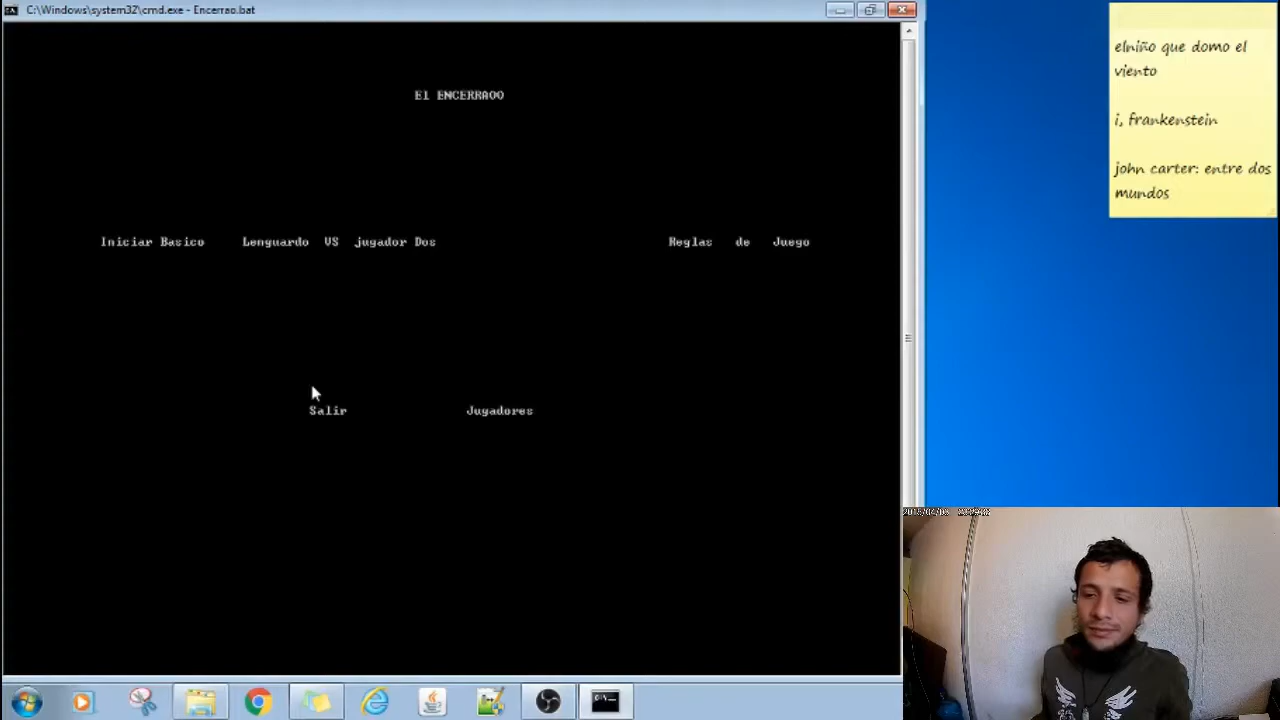 C:\Windows\system32\cmd.exe - Encerrao.bat
El ENCERRAOO
Iniciar Basico Lenguardo VS jugador Dos Reglas de Juego
Salir Jugadores
elniño que domo el
viento
i, frankenstein
john carter: entre dos
mundos